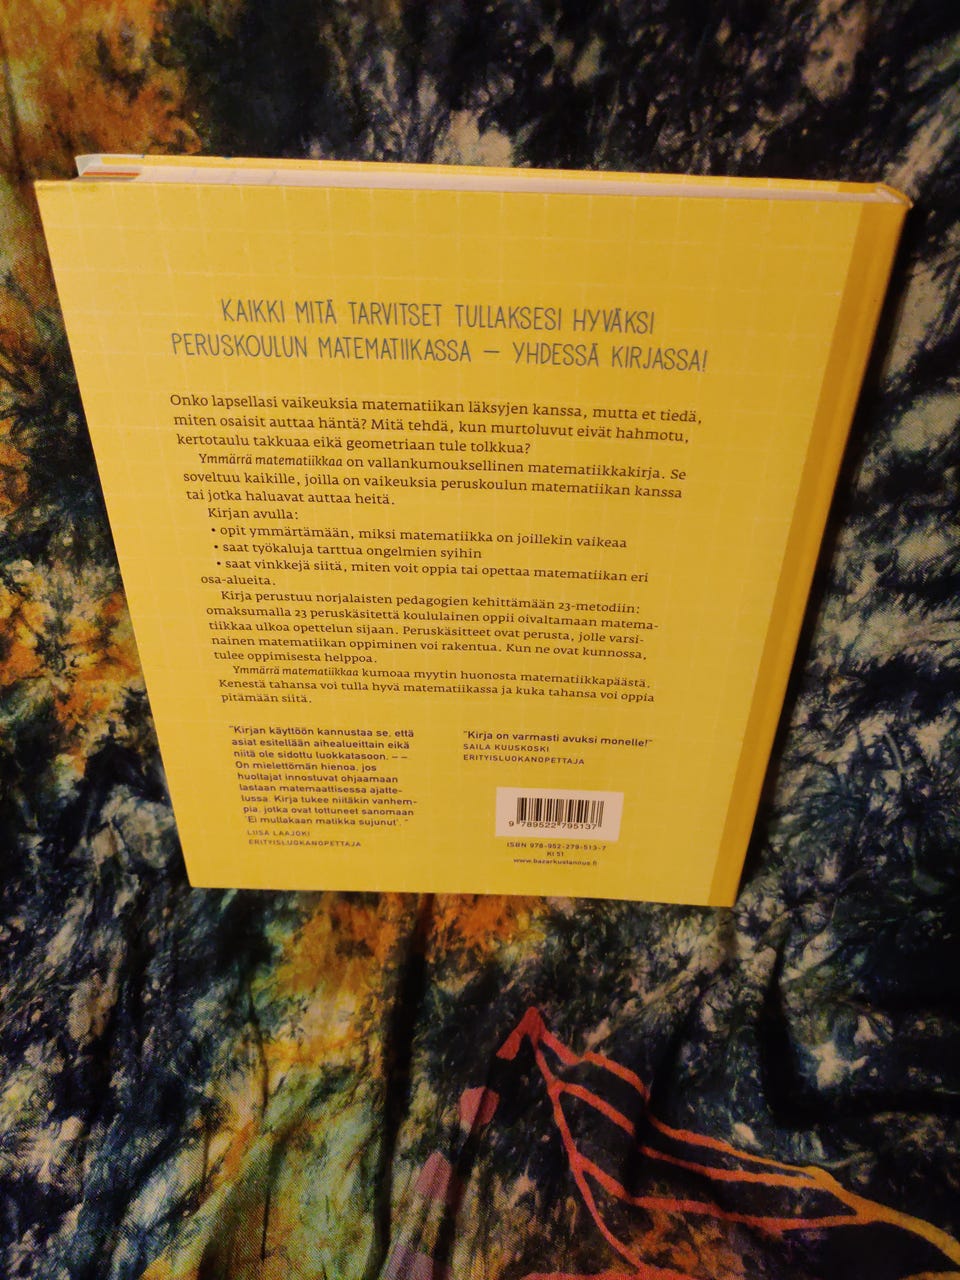 KAIKKI MITÄ TARVITSET TULLAKSESI HYVÄKSI
PERUSKOULUN MATEMATIIKASSA – YHDESSÄ KIRJASSA!
Onko lapsellasi vaikeuksia matematiikan läksyjen kanssa, mutta et tiedä,
miten osaisit auttaa häntä? Mitä tehdä, kun murtoluvut eivät hahmotu,
kertotaulu takkuaa eikä geometriaan tule tolkkua?
Ymmärrä matematiikkaa on vallankumouksellinen matematiikkakirja. Se
soveltuu kaikille, joilla on vaikeuksia peruskoulun matematiikan kanssa
tai jotka haluavat auttaa heitä.
Kirjan avulla:
• opit ymmärtämään, miksi matematiikka on joillekin vaikeaa
• saat työkaluja tarttua ongelmien syihin
• saat vinkkejä siitä, miten voit oppia tai opettaa matematiikan eri
osa-alueita.
Kirja perustuu norjalaisten pedagogien kehittämään 23-metodiin:
omaksumalla 23 peruskäsitettä koululainen oppii oivaltamaan matema-
tiikkaa ulkoa opettelun sijaan. Peruskäsitteet ovat perusta, jolle varsi-
nainen matematiikan oppiminen voi rakentua. Kun ne ovat kunnossa,
tulee oppimisesta helppoa.
Ymmärrä matematiikkaa kumoaa myytin huonosta matematiikkapäästä.
Kenestä tahansa voi tulla hyvä matematiikassa ja kuka tahansa voi oppia
pitämään siitä.
"Kirjan käyttöön kannustaa se, että
asiat esitellään aihealueittain eikä
niitä ole sidottu luokkatasoon. – –
On mielettömän hienoa, jos
huoltajat innostuvat ohjaamaan
lastaan matemaattisessa ajatte-
lussa. Kirja tukee niitäkin vanhem-
pia, jotka ovat tottuneet sanomaan
'Ei mullakaan matikka sujunut'. "
LIISA LAAJOKI
ERITYISLUOKANOPETTAJA
"Kirja on varmasti avuksi monelle!"
SAILA KUUSKOSKI
ERITYISLUOKANOPETTAJA
9 789522 795137
ISBN 978-952-279-513-7
Kl 51
www.bazarkustannus.fi